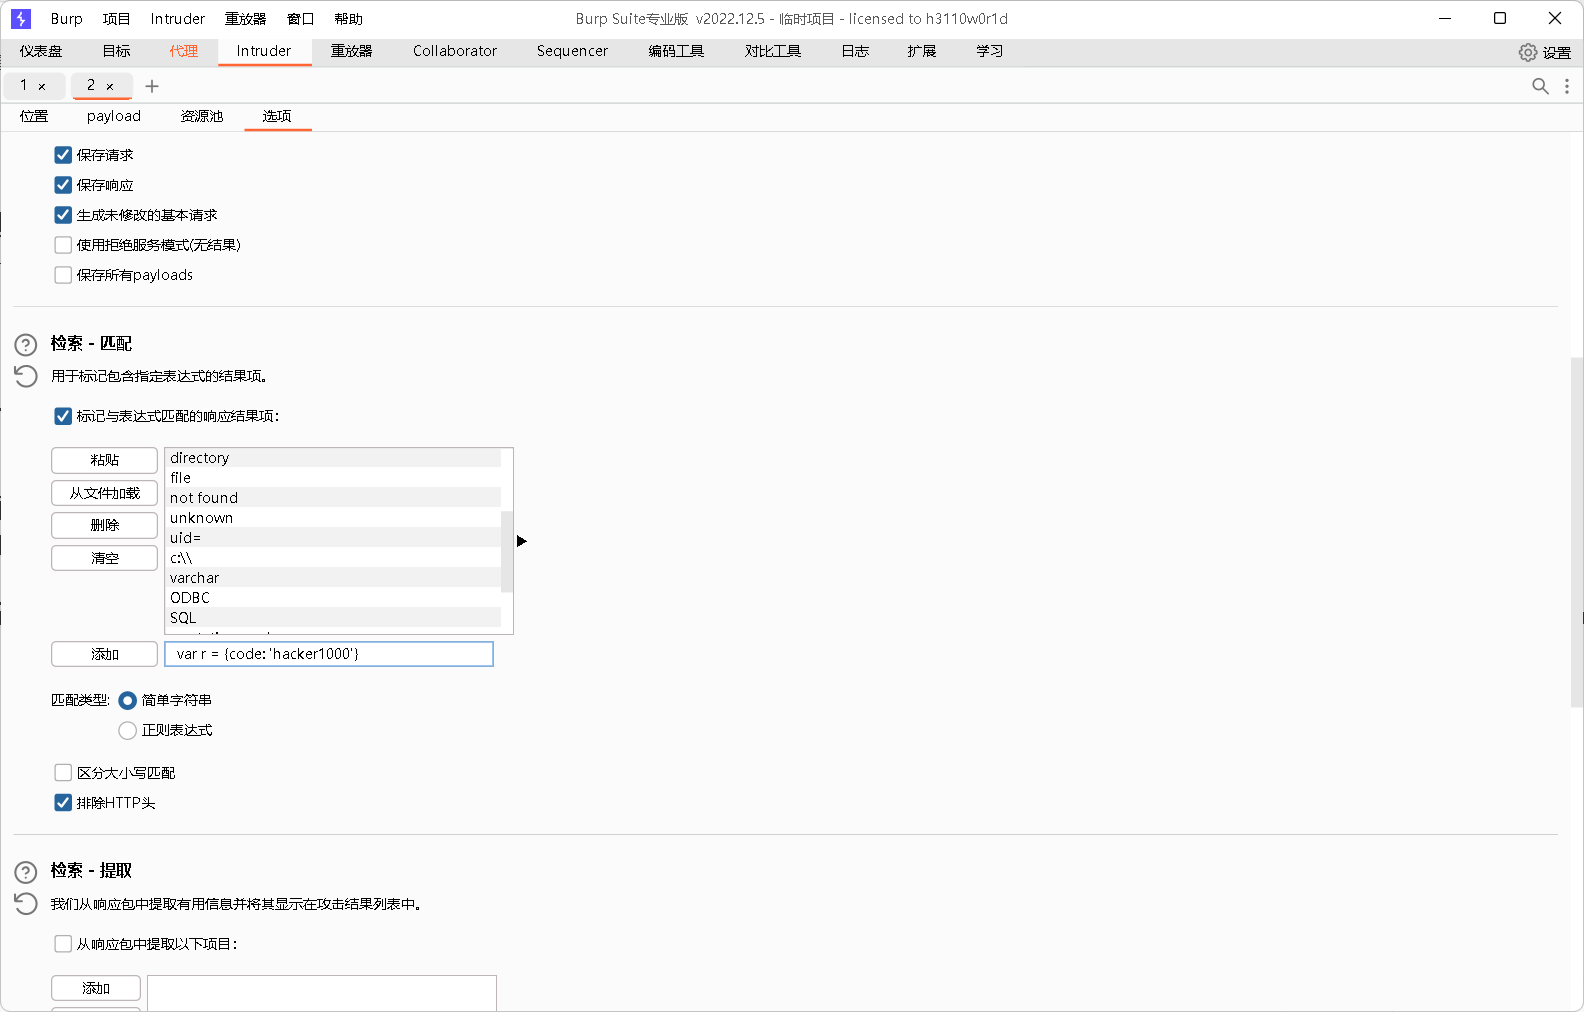 Burp 项目 Intruder 重放器 窗口 帮助 Burp Suite专业版 v2022.12.5 - 临时项目 - licensed to h3110w0r1d
仪表盘 目标 代理 Intruder 重放器 Collaborator Sequencer 编码工具 对比工具 日志 扩展 学习 设置
1 × 2 × +
位置 payload 资源池 选项
保存请求
保存响应
生成未修改的基本请求
使用拒绝服务模式(无结果)
保存所有payloads
检索 - 匹配
用于标记包含指定表达式的结果项。
标记与表达式匹配的响应结果项：
粘贴
从文件加载
删除
清空
directory
file
not found
unknown
uid=
c:\\
varchar
ODBC
SQL
添加 var r = {code: 'hacker1000'}
匹配类型: 简单字符串
正则表达式
区分大小写匹配
排除HTTP头
检索 - 提取
我们从响应包中提取有用信息并将其显示在攻击结果列表中。
从响应包中提取以下项目：
添加